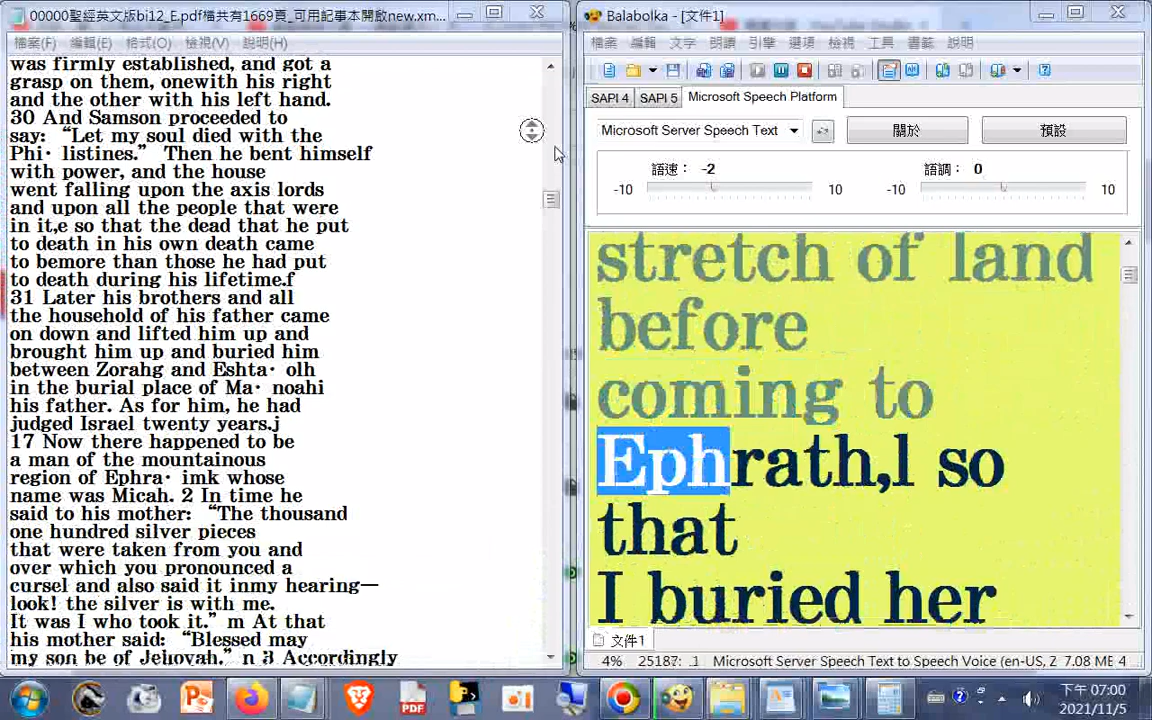 00000聖經英文版bi12_E.pdf檔共有1669頁_可用記事本開啟new.xm...
檔案(F) 編輯(E) 格式(O) 檢視(V) 說明(H)
was firmly established, and got a
grasp on them, onewith his right
and the other with his left hand.
30 And Samson proceeded to
say: “Let my soul died with the
Phi· listines.” Then he bent himself
with power, and the house
went falling upon the axis lords
and upon all the people that were
in it,e so that the dead that he put
to death in his own death came
to bemore than those he had put
to death during his lifetime.f
31 Later his brothers and all
the household of his father came
on down and lifted him up and
brought him up and buried him
between Zorahg and Eshta· olh
in the burial place of Ma· noahi
his father. As for him, he had
judged Israel twenty years.j
17 Now there happened to be
a man of the mountainous
region of Ephra· imk whose
name was Micah. 2 In time he
said to his mother: “The thousand
one hundred silver pieces
that were taken from you and
over which you pronounced a
cursel and also said it inmy hearing—
look! the silver is with me.
It was I who took it.” m At that
his mother said: “Blessed may
my son be of Jehovah.” n 3 Accordingly
Balabolka - [文件1]
檔案 編輯 文字 朗讀 引擎 選項 檢視 工具 書籤 說明
SAPI 4 SAPI 5 Microsoft Speech Platform
Microsoft Server Speech Text
關於
預設
語速： -2
語調： 0
-10 10 -10 10
stretch of land
before
coming to
Ephrath,l so
that
I buried her
文件1
4% 25187: .1 Microsoft Server Speech Text to Speech Voice (en-US, Z 7.08 ME 4
下午 07:00
2021/11/5